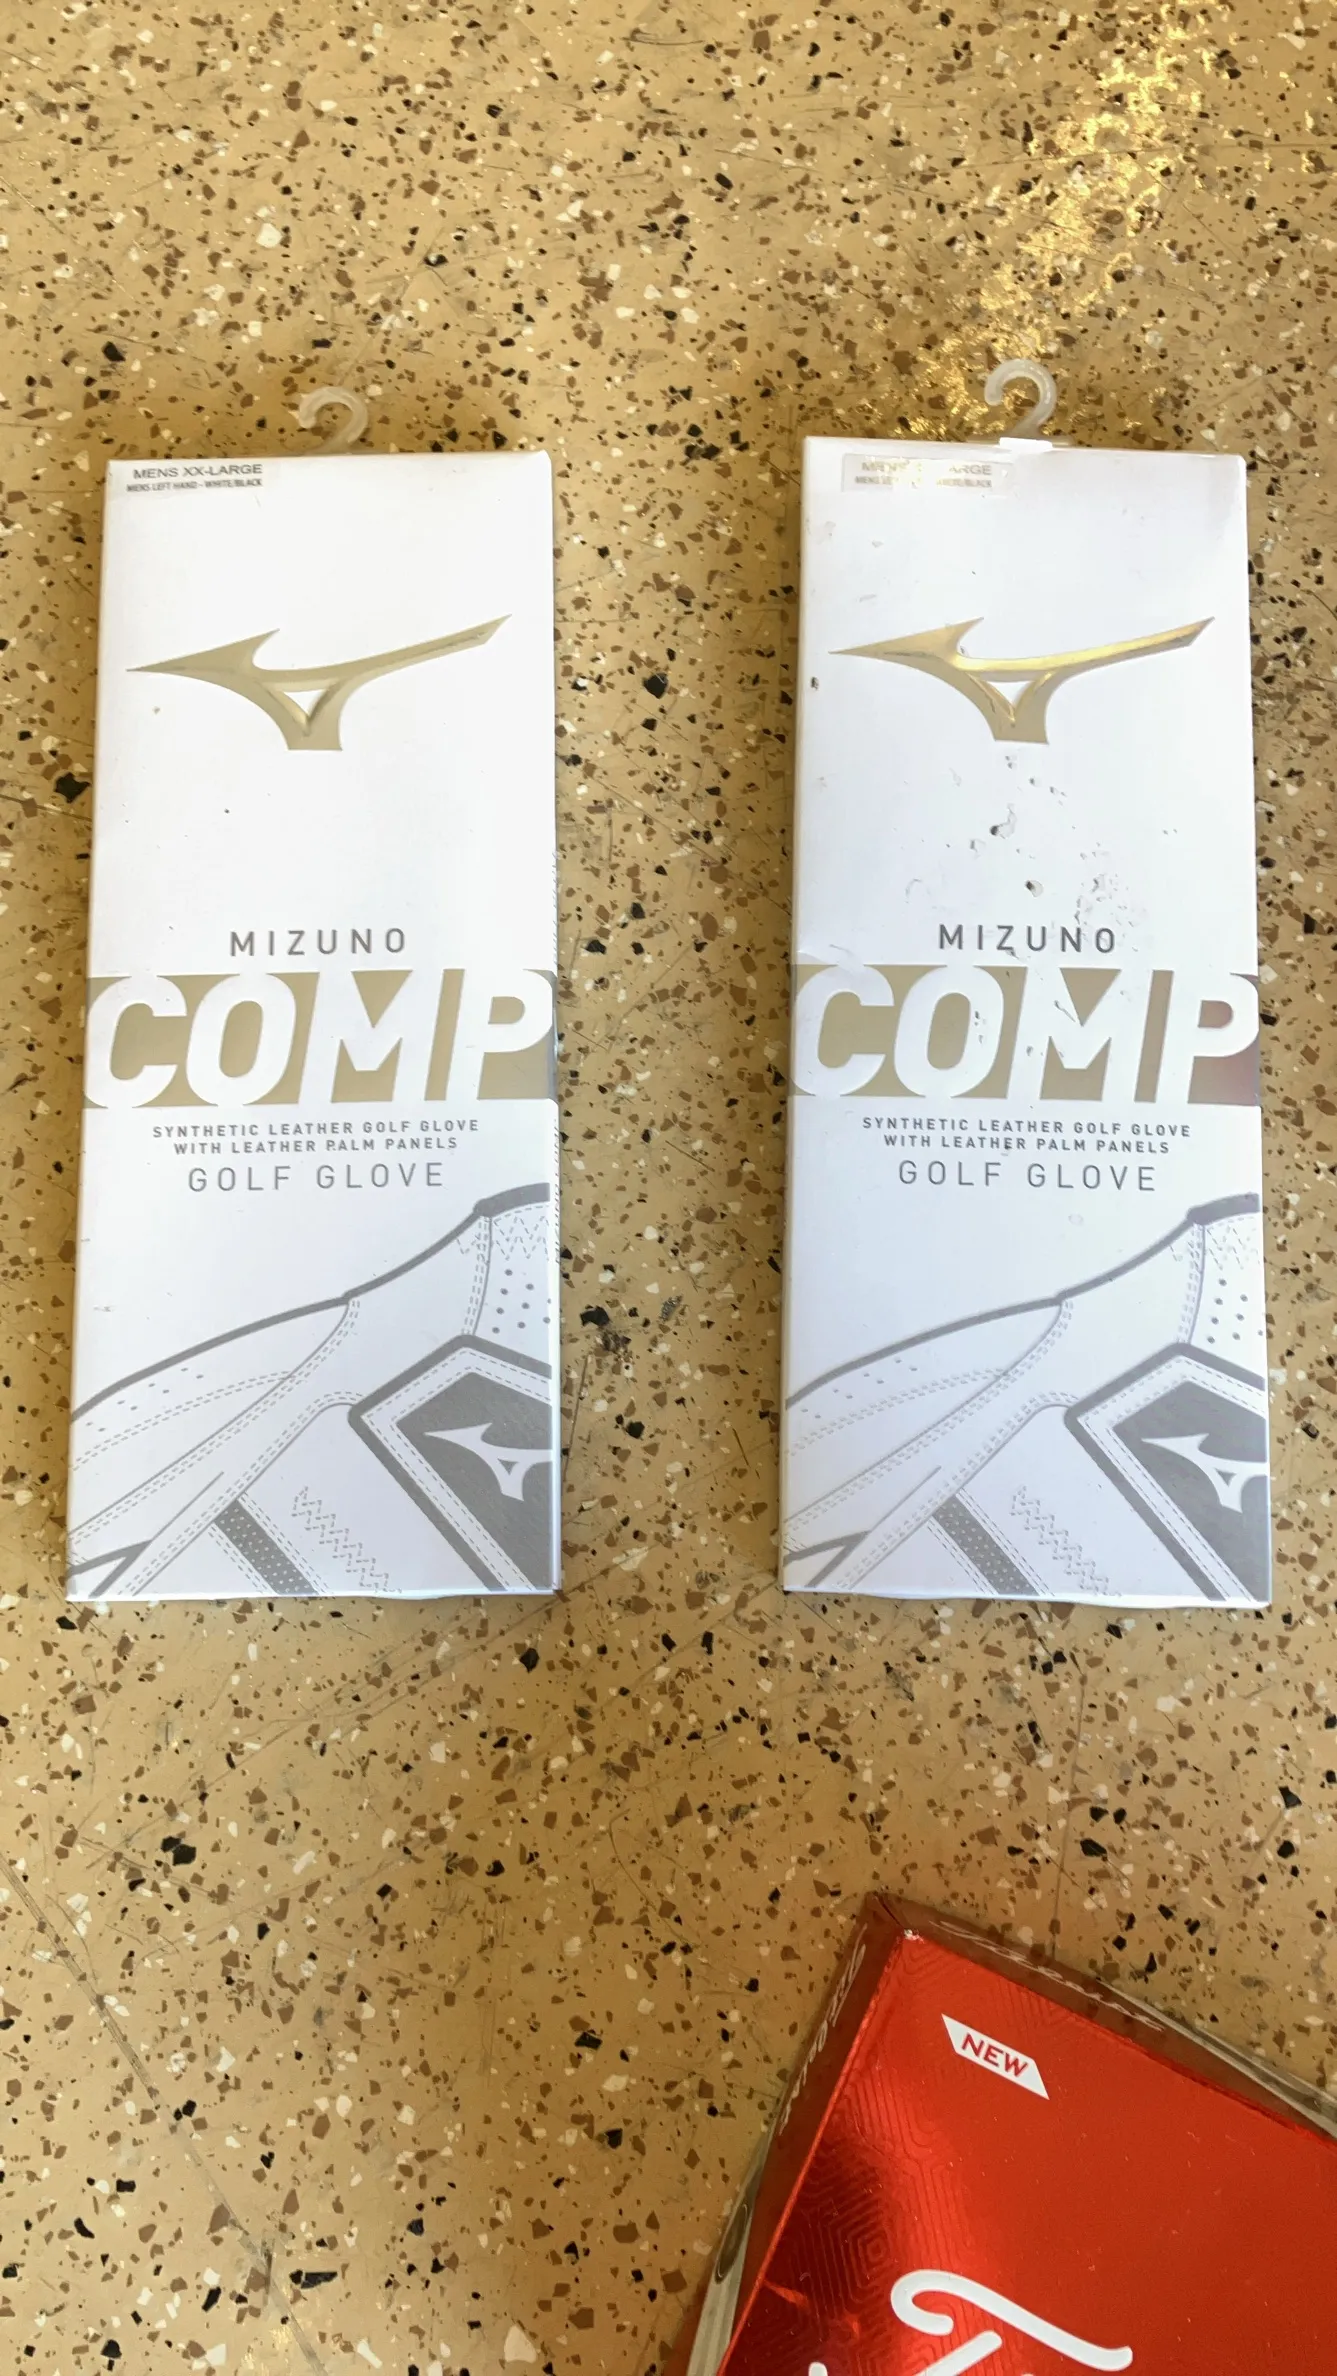 MENS XX-LARGE
MENS LEFT HAND - WHITE/BLACK
MIZUNO
COMP
SYNTHETIC LEATHER GOLF GLOVE
WITH LEATHER PALM PANELS
GOLF GLOVE
MENS
MIZUNO
COMP
SYNTHETIC LEATHER GOLF GLOVE
WITH LEATHER PALM PANELS
GOLF GLOVE
NEW